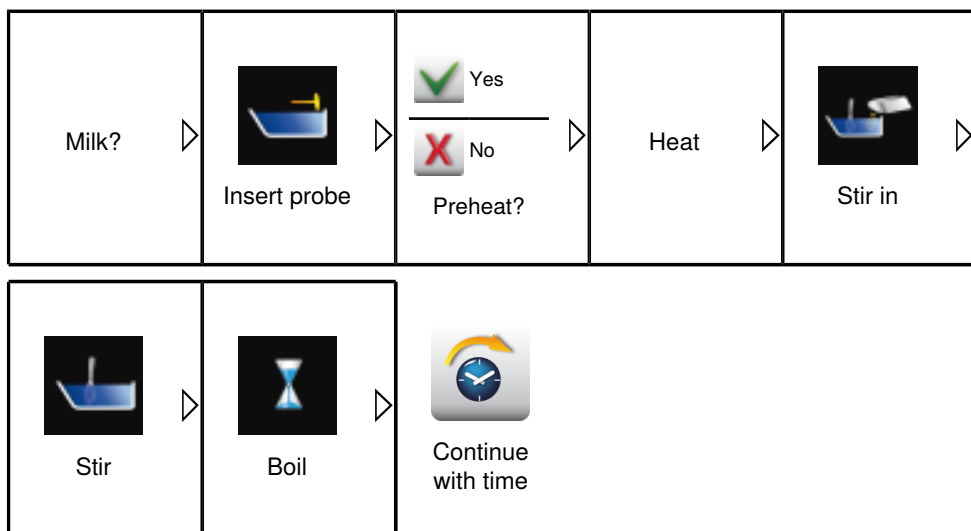 Milk?
Insert probe
Yes
No
Preheat?
Heat
Stir in
Stir
Boil
Continue
with time